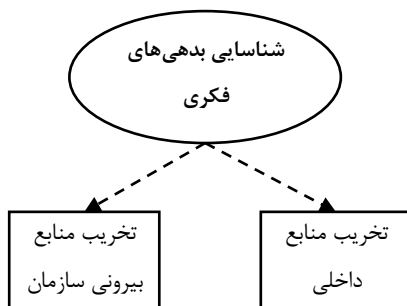 شناسایی بدهی‌های
فکری
تخریب منابع
داخلی
تخریب منابع
بیرونی سازمان